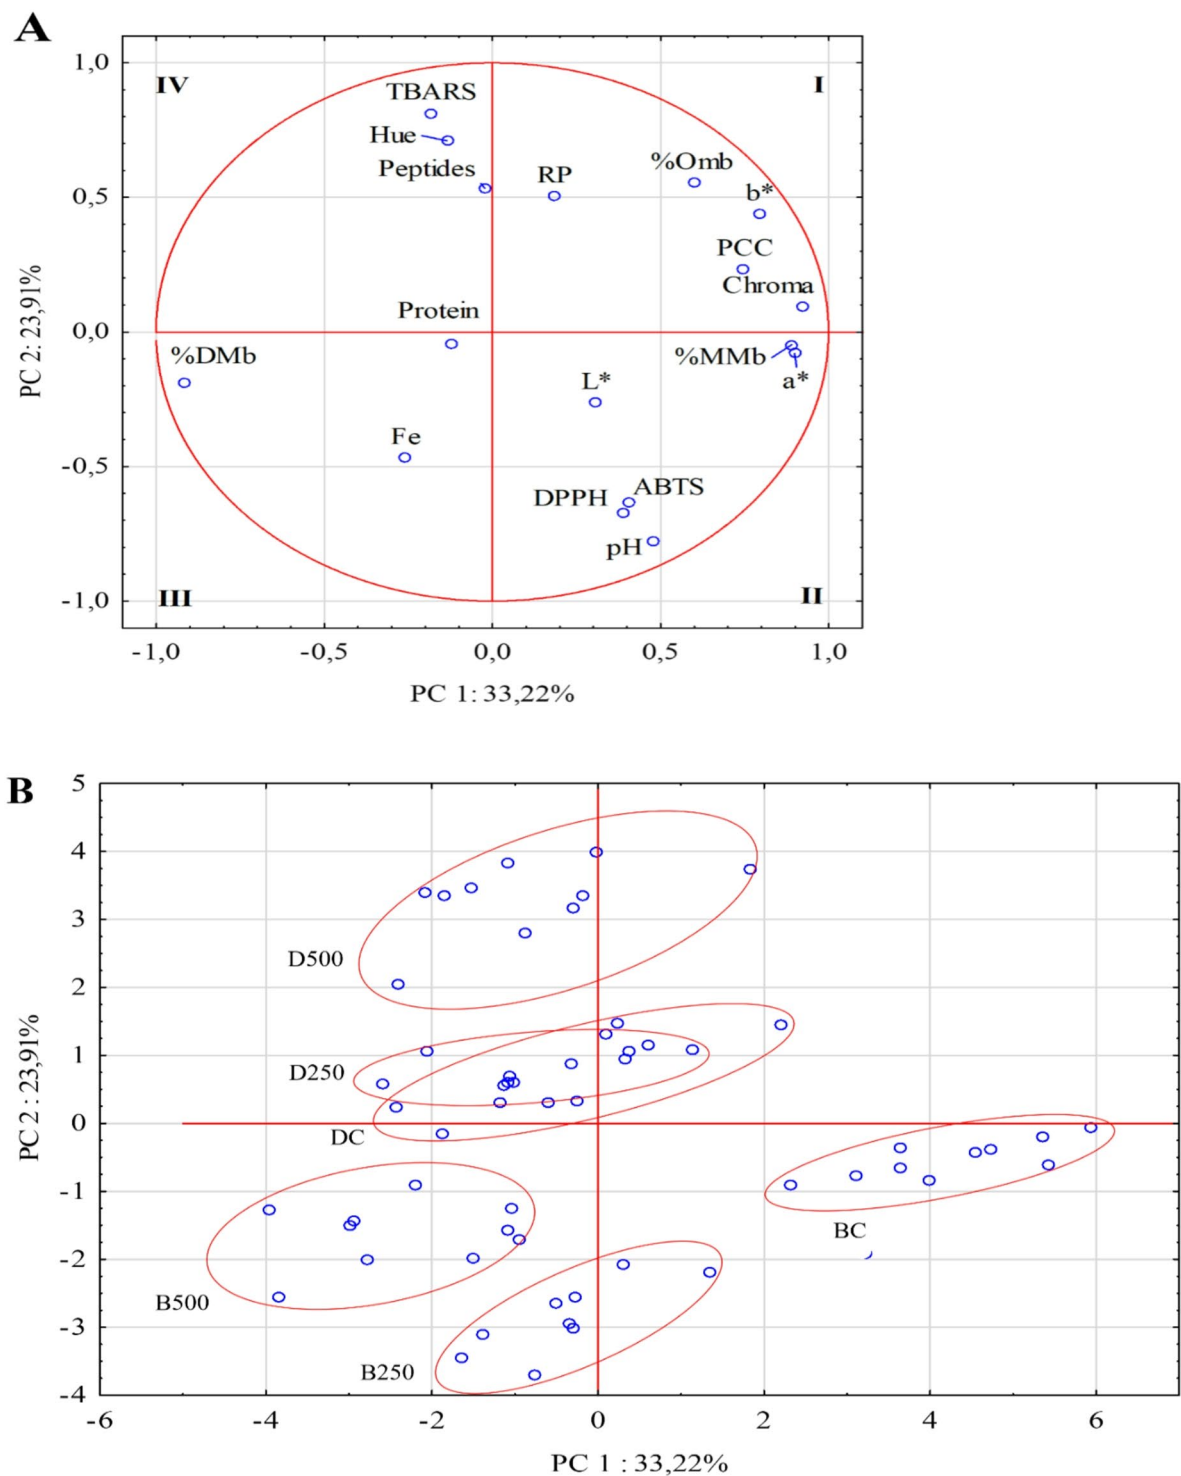 A
1,0
IV
I
TBARS
Hue
Peptides
RP
%Omb
b*
0,5
PCC
Chroma
Protein
0,0
%DMb
%MMb
a*
L*
Fe
-0,5
DPPH
ABTS
pH
-1,0
III
II
-1,0 -0,5 0,0 0,5 1,0
PC 2: 23,91%
PC 1: 33,22%
B
5
4
3
D500
2
1
D250
0
DC
-1
BC
-2
B500
-3
B250
-4
-6 -4 -2 0 2 4 6
PC 2 : 23,91%
PC 1 : 33,22%